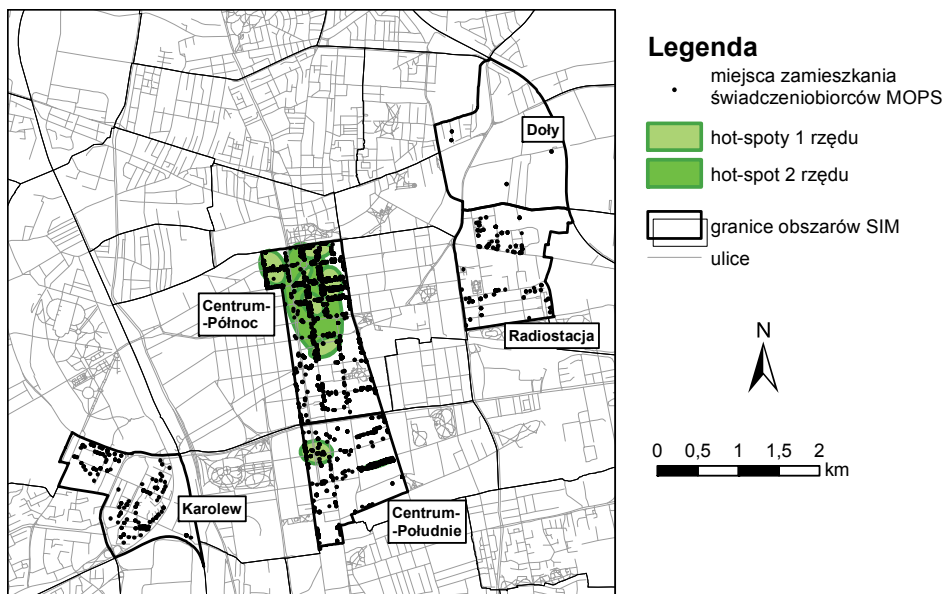 Doły
Centrum-
-Północ
Radiostacja
Karolew
Centrum-
-Południe
Legenda
miejsca zamieszkania
świadczeniobiorców MOPS
hot-spoty 1 rzędu
hot-spot 2 rzędu
granice obszarów SIM
ulice
N
0 0,5 1 1,5 2
km